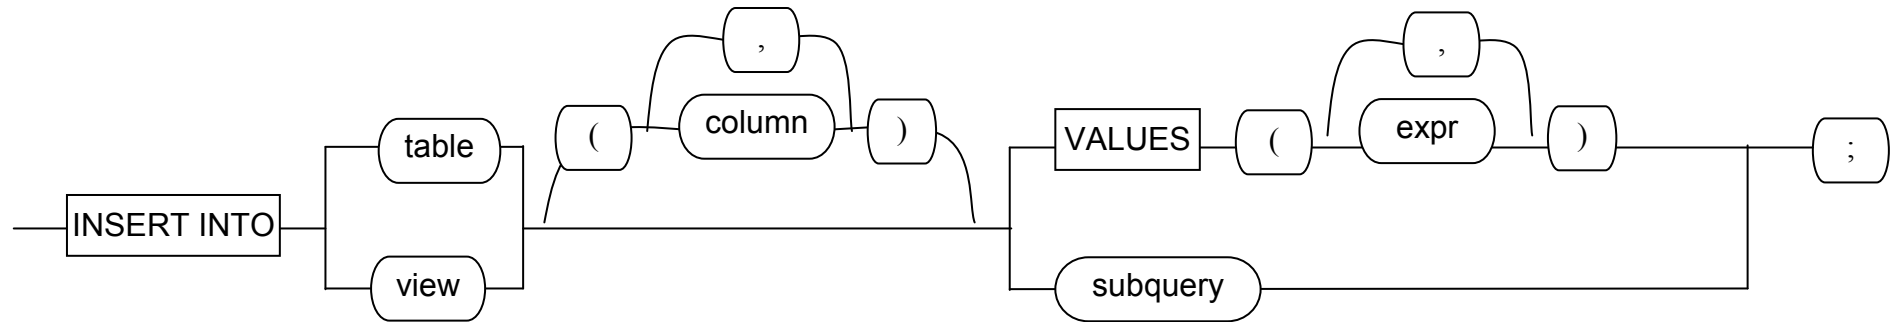 INSERT INTO
table
view
(
,
column
)
VALUES
(
,
expr
)
subquery
;